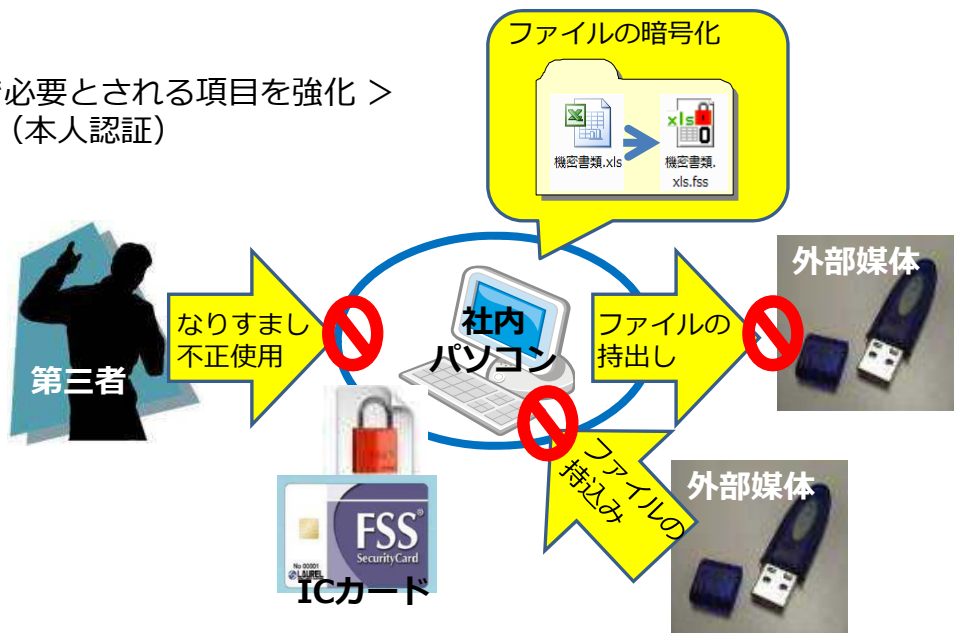 ファイルの暗号化
必要とされる項目を強化 >
（本人認証）
機密書類.xls
xls
機密書類.
xls.fss
第三者
なりすまし
不正使用
社内
パソコン
ファイルの
持出し
外部媒体
ファイルの
持込み
外部媒体
FSS
SecurityCard
No 00001
LAUREL
ICカード